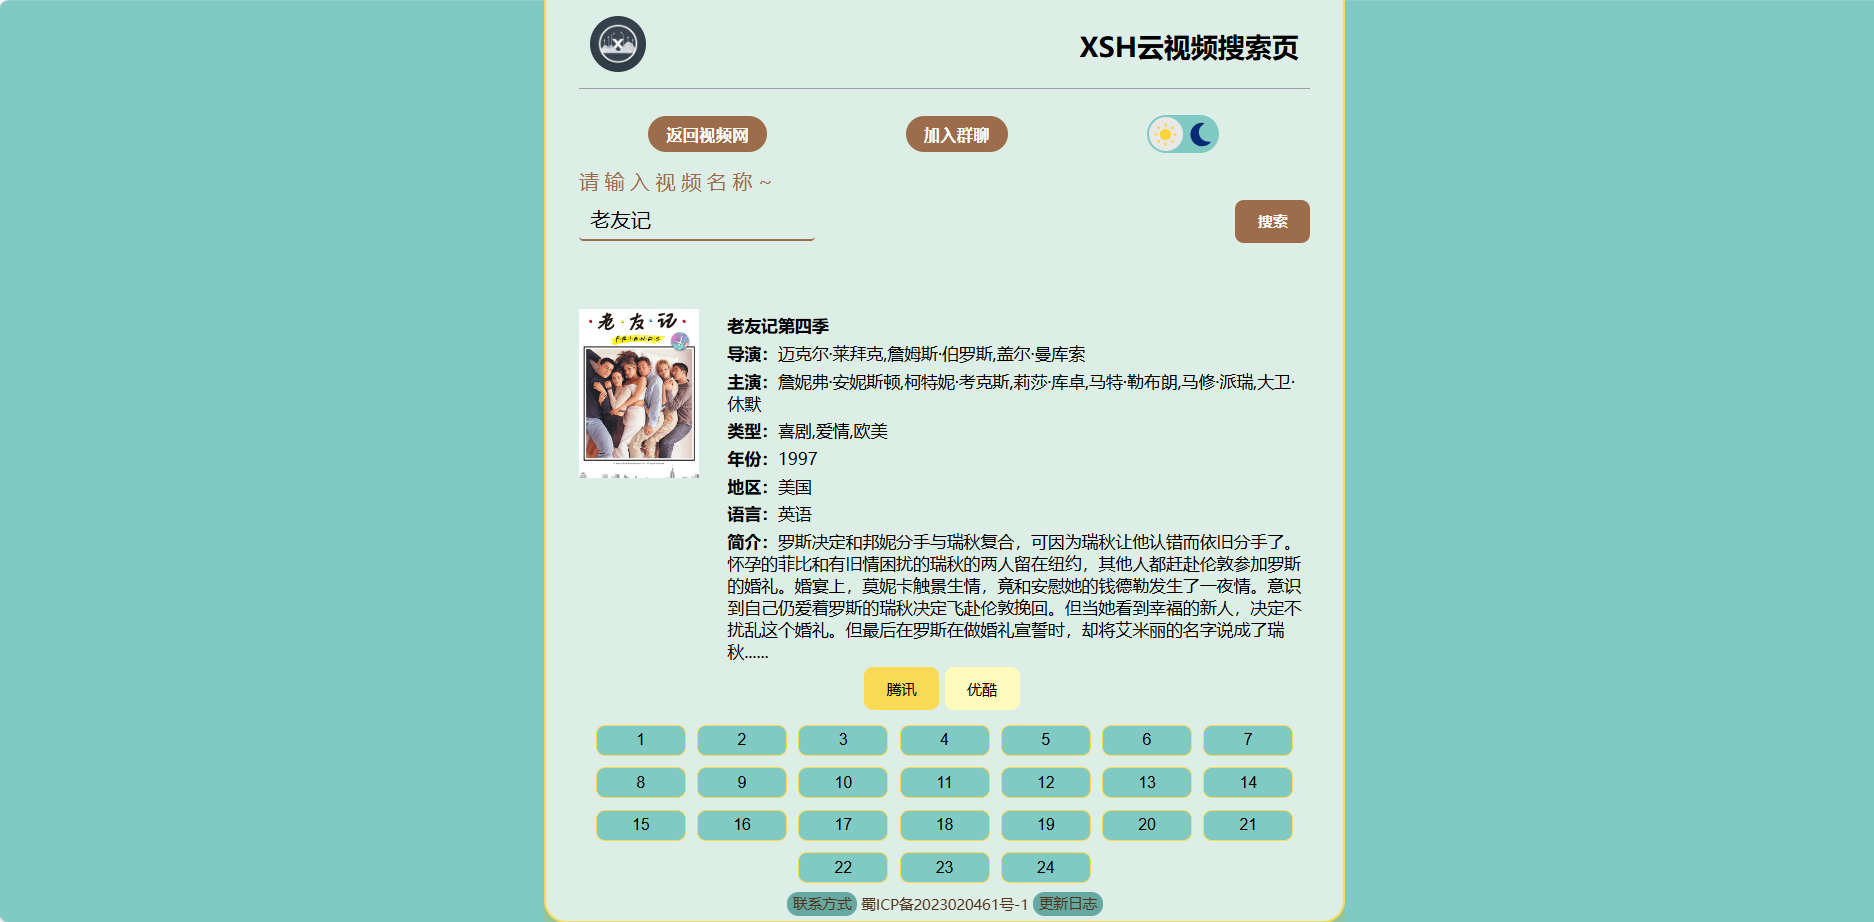 XSH云视频搜索页
返回视频网
加入群聊
请输入视频名称~
老友记
搜索
老·友·记
FRIENDS
老友记第四季
导演：迈克尔·莱拜克,詹姆斯·伯罗斯,盖尔·曼库索
主演：詹妮弗·安妮斯顿,柯特妮·考克斯,莉莎·库卓,马特·勒布朗,马修·派瑞,大卫·
休默
类型：喜剧,爱情,欧美
年份：1997
地区：美国
语言：英语
简介：罗斯决定和邦妮分手与瑞秋复合，可因为瑞秋让他认错而依旧分手了。
怀孕的菲比和有旧情困扰的瑞秋的两人留在纽约，其他人都赶赴伦敦参加罗斯
的婚礼。婚宴上，莫妮卡触景生情，竟和安慰她的钱德勒发生了一夜情。意识
到自己仍爱着罗斯的瑞秋决定飞赴伦敦挽回。但当她看到幸福的新人，决定不
扰乱这个婚礼。但最后在罗斯在做婚礼宣誓时，却将艾米丽的名字说成了瑞
秋......
腾讯 优酷
1 2 3 4 5 6 7
8 9 10 11 12 13 14
15 16 17 18 19 20 21
22 23 24
联系方式 蜀ICP备2023020461号-1 更新日志